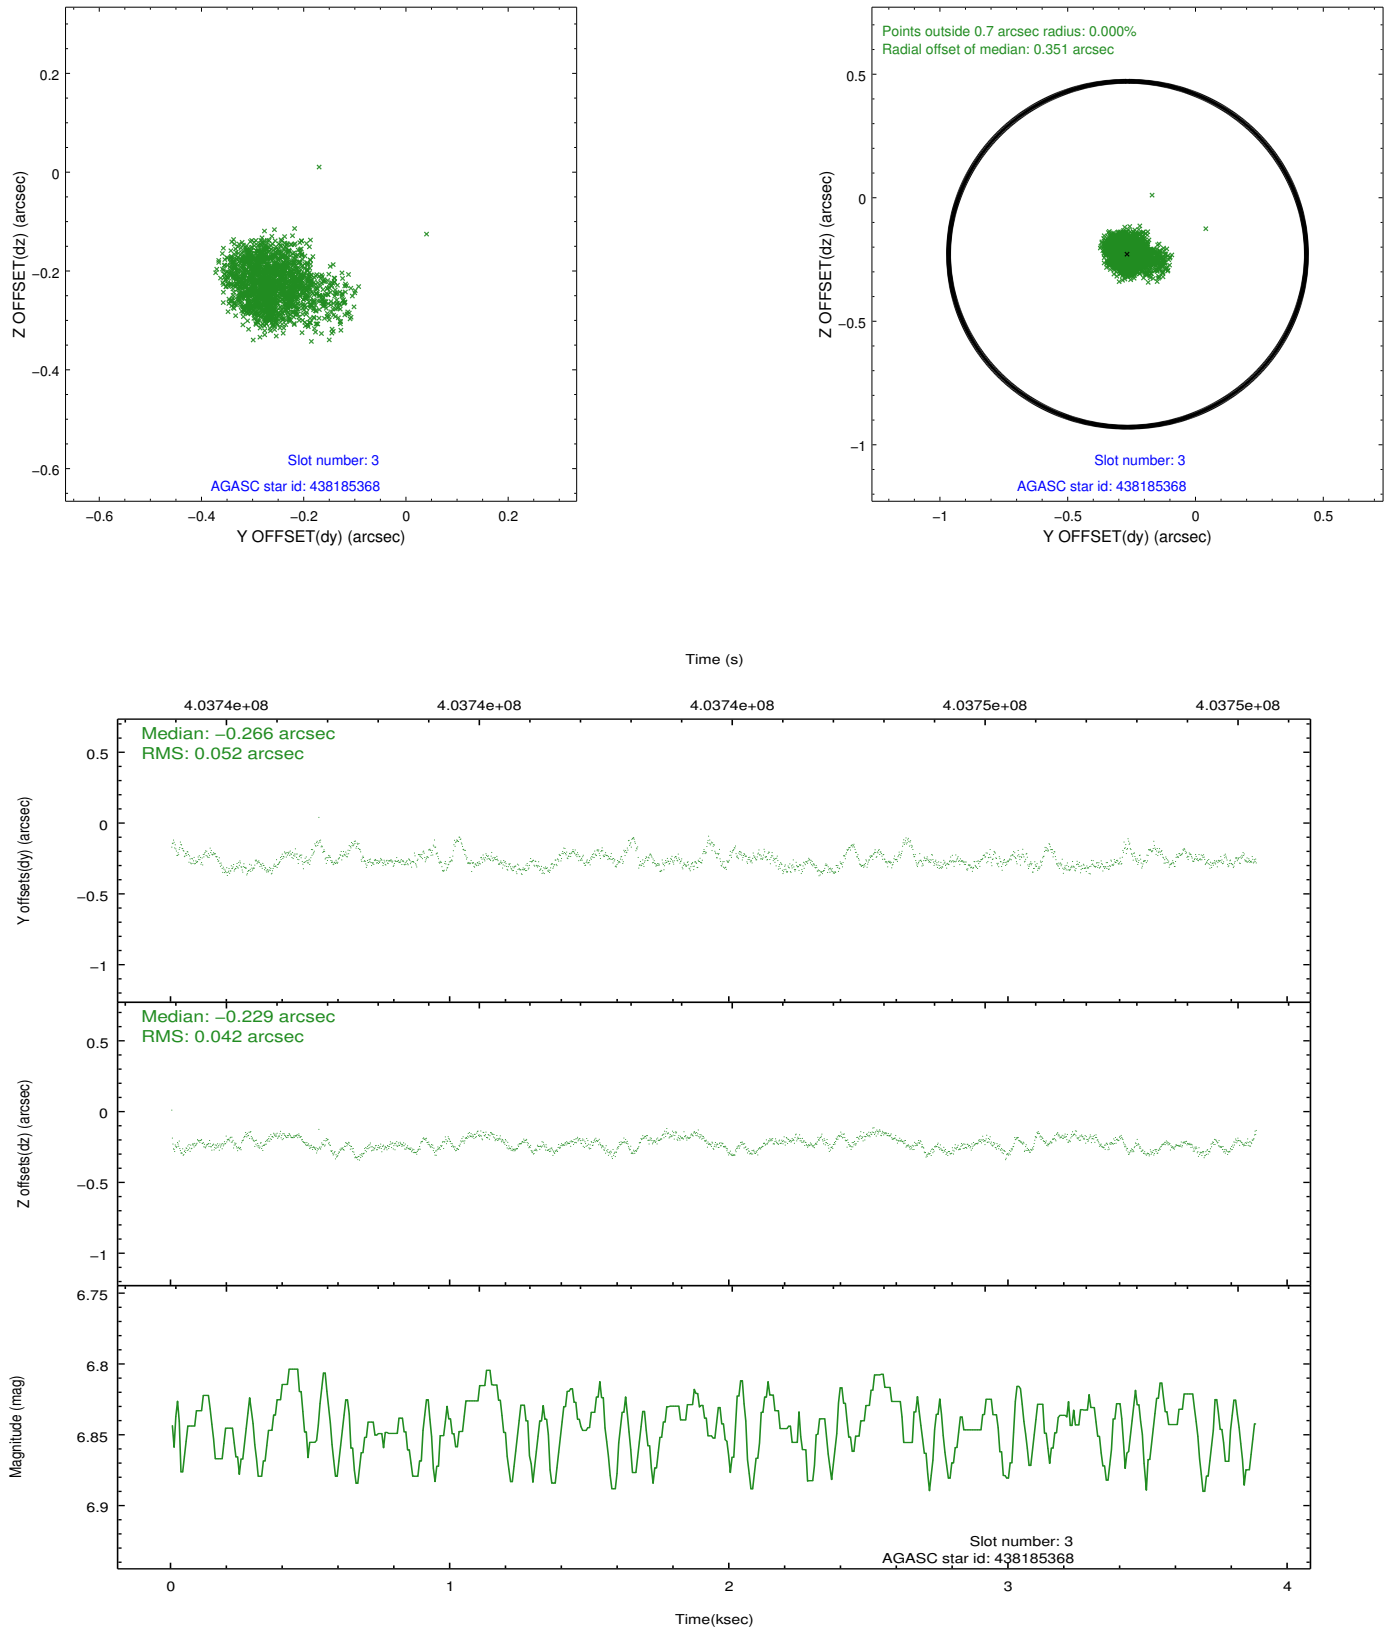 0.2
0
−0.2
−0.4
−0.6
Z OFFSET(dz) (arcsec)
Slot number: 3
AGASC star id: 438185368
−0.6
−0.4
−0.2
0
0.2
Y OFFSET(dy) (arcsec)
Points outside 0.7 arcsec radius: 0.000%
Radial offset of median: 0.351 arcsec
0.5
0
−0.5
−1
Z OFFSET(dz) (arcsec)
Slot number: 3
AGASC star id: 438185368
−1
−0.5
0
0.5
Y OFFSET(dy) (arcsec)
Time (s)
4.0374e+08
4.0374e+08
4.0374e+08
4.0375e+08
4.0375e+08
Median: −0.266 arcsec
RMS: 0.052 arcsec
0.5
0
−0.5
−1
Y offsets(dy) (arcsec)
Median: −0.229 arcsec
RMS: 0.042 arcsec
0.5
0
−0.5
−1
Z offsets(dz) (arcsec)
6.75
6.8
6.85
6.9
Magnitude (mag)
Slot number: 3
AGASC star id: 438185368
0
1
2
3
4
Time(ksec)